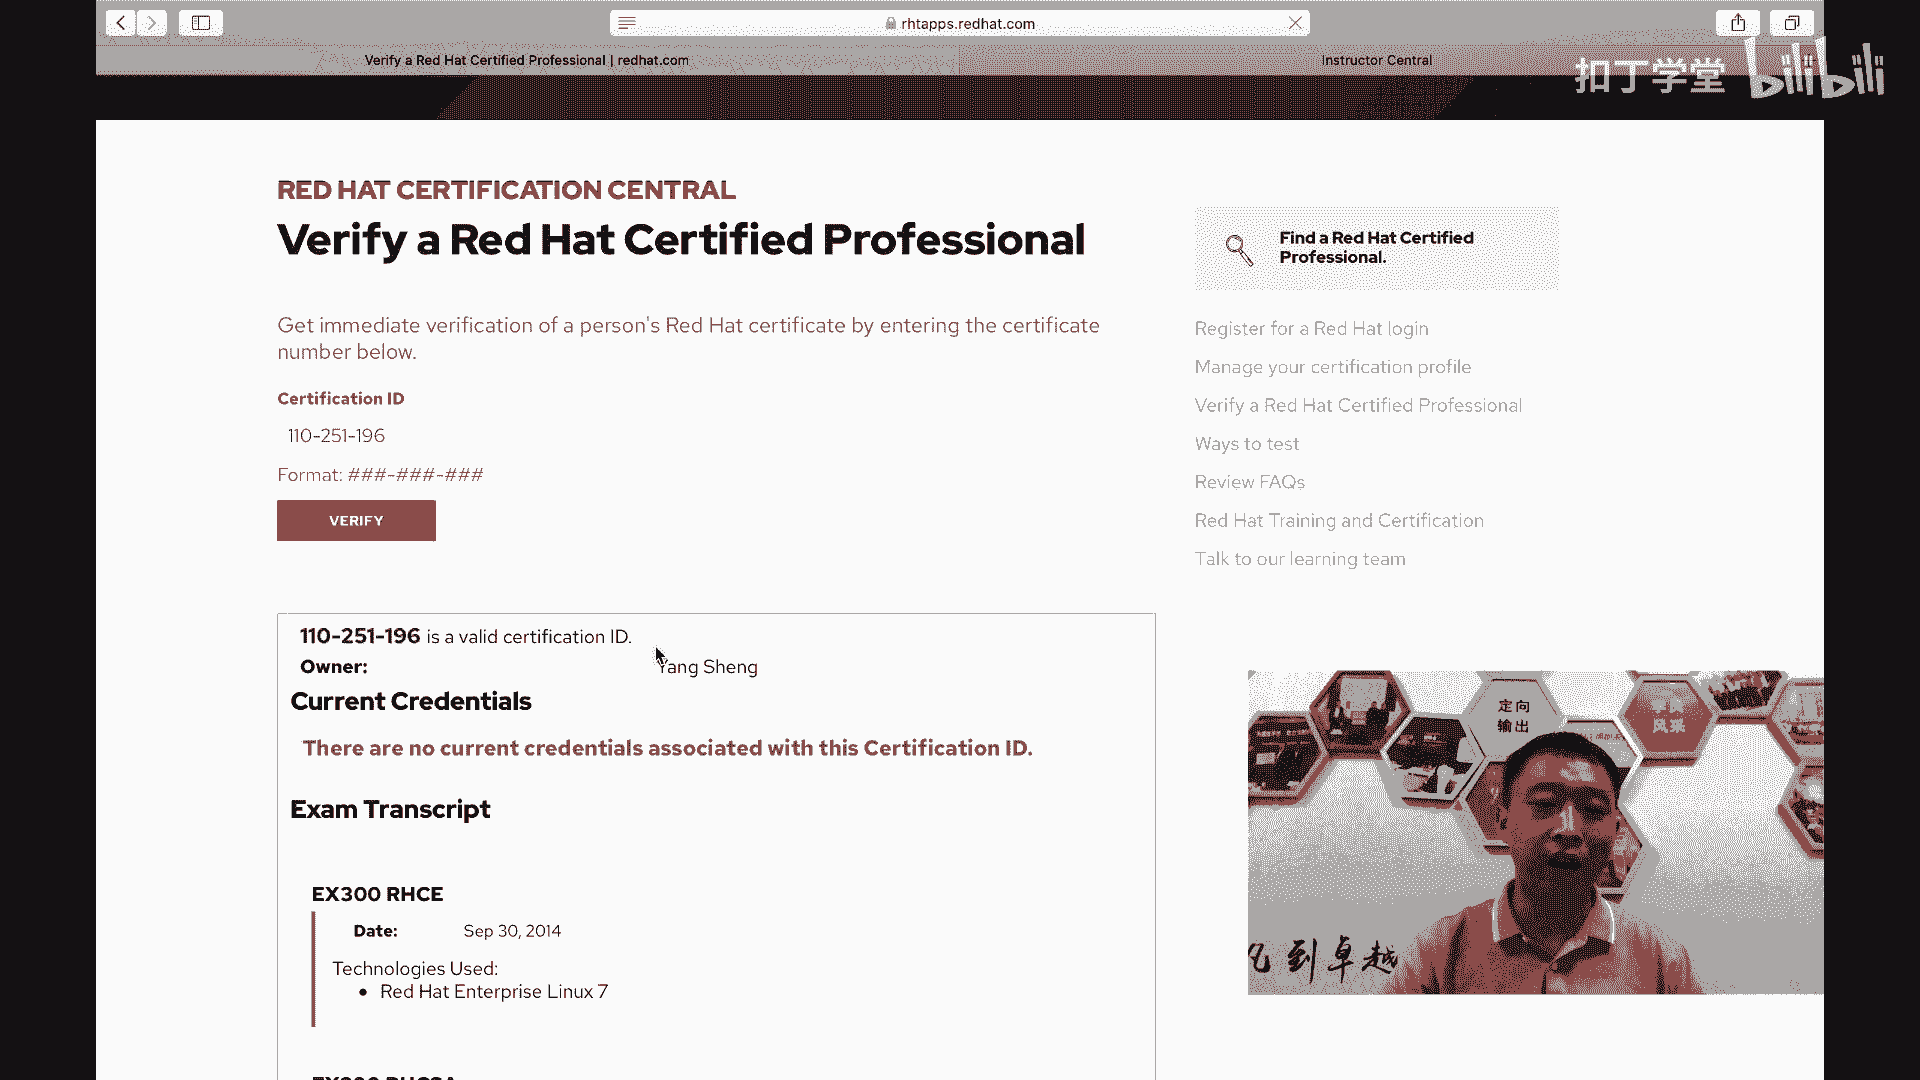 rhtapps.redhat.com
Verify a Red Hat Certified Professional | redhat.com
Instructor Central
扣丁学堂 bilibili
RED HAT CERTIFICATION CENTRAL
Verify a Red Hat Certified Professional
Get immediate verification of a person's Red Hat certificate by entering the certificate
number below.
Certification ID
110-251-196
Format: ###-###-###
VERIFY
Find a Red Hat Certified
Professional.
Register for a Red Hat login
Manage your certification profile
Verify a Red Hat Certified Professional
Ways to test
Review FAQs
Red Hat Training and Certification
Talk to our learning team
110-251-196 is a valid certification ID.
Owner: Yang Sheng
Current Credentials
There are no current credentials associated with this Certification ID.
Exam Transcript
EX300 RHCE
Date: Sep 30, 2014
Technologies Used:
• Red Hat Enterprise Linux 7
定向
输出
风采
到卓越